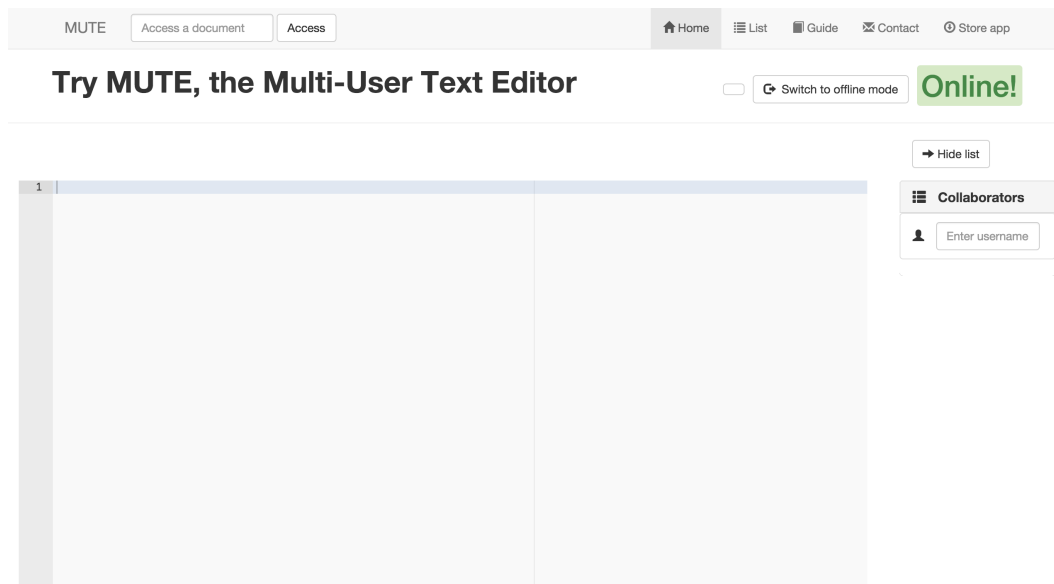 MUTE Access a document Access Home List Guide Contact Store app
Try MUTE, the Multi-User Text Editor Switch to offline mode Online!
Hide list
1
Collaborators
Enter username